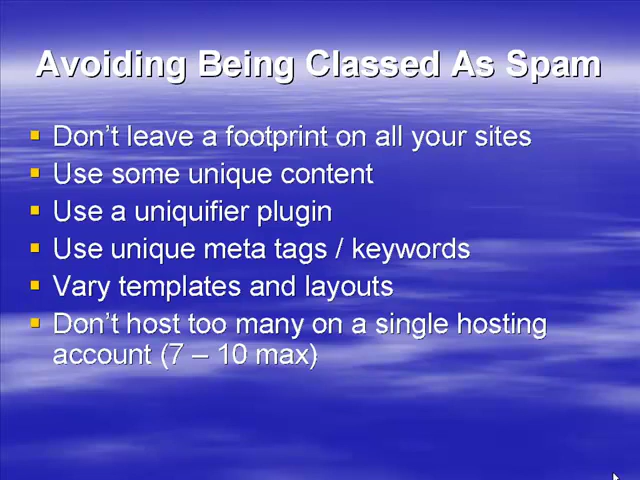 Avoiding Being Classed As Spam
Don't leave a footprint on all your sites
Use some unique content
Use a uniquifier plugin
Use unique meta tags / keywords
Vary templates and layouts
Don't host too many on a single hosting
account (7 – 10 max)